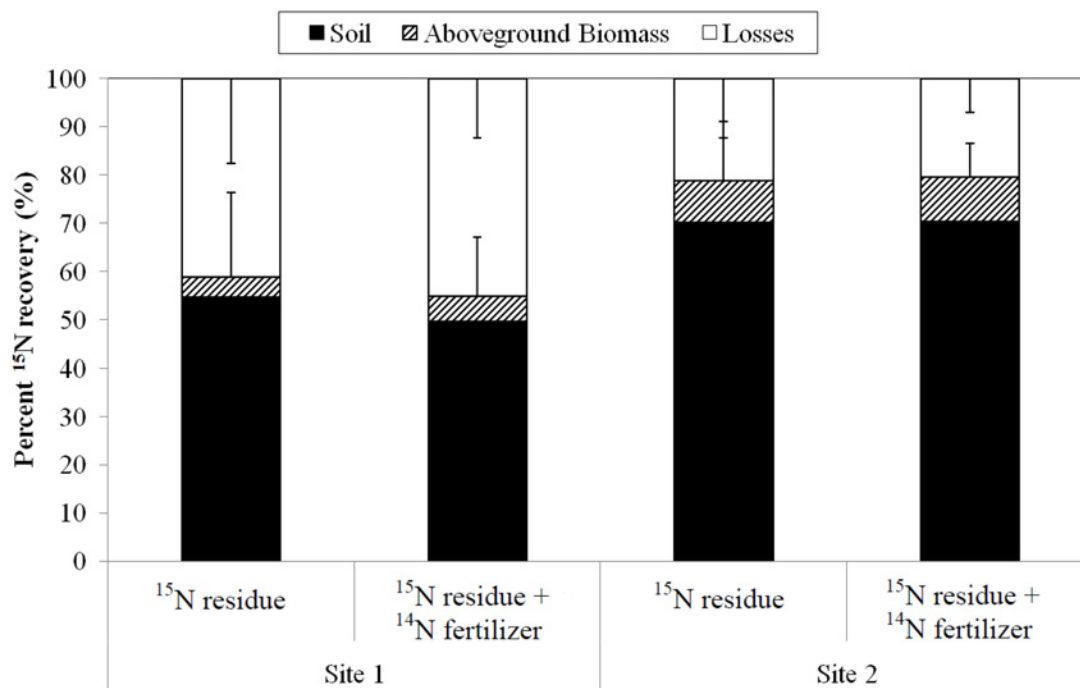 Soil Aboveground Biomass Losses
100
90
80
70
60
50
40
30
20
10
0
Percent ¹⁵N recovery (%)
¹⁵N residue
¹⁵N residue +
¹⁴N fertilizer
¹⁵N residue
¹⁵N residue +
¹⁴N fertilizer
Site 1
Site 2